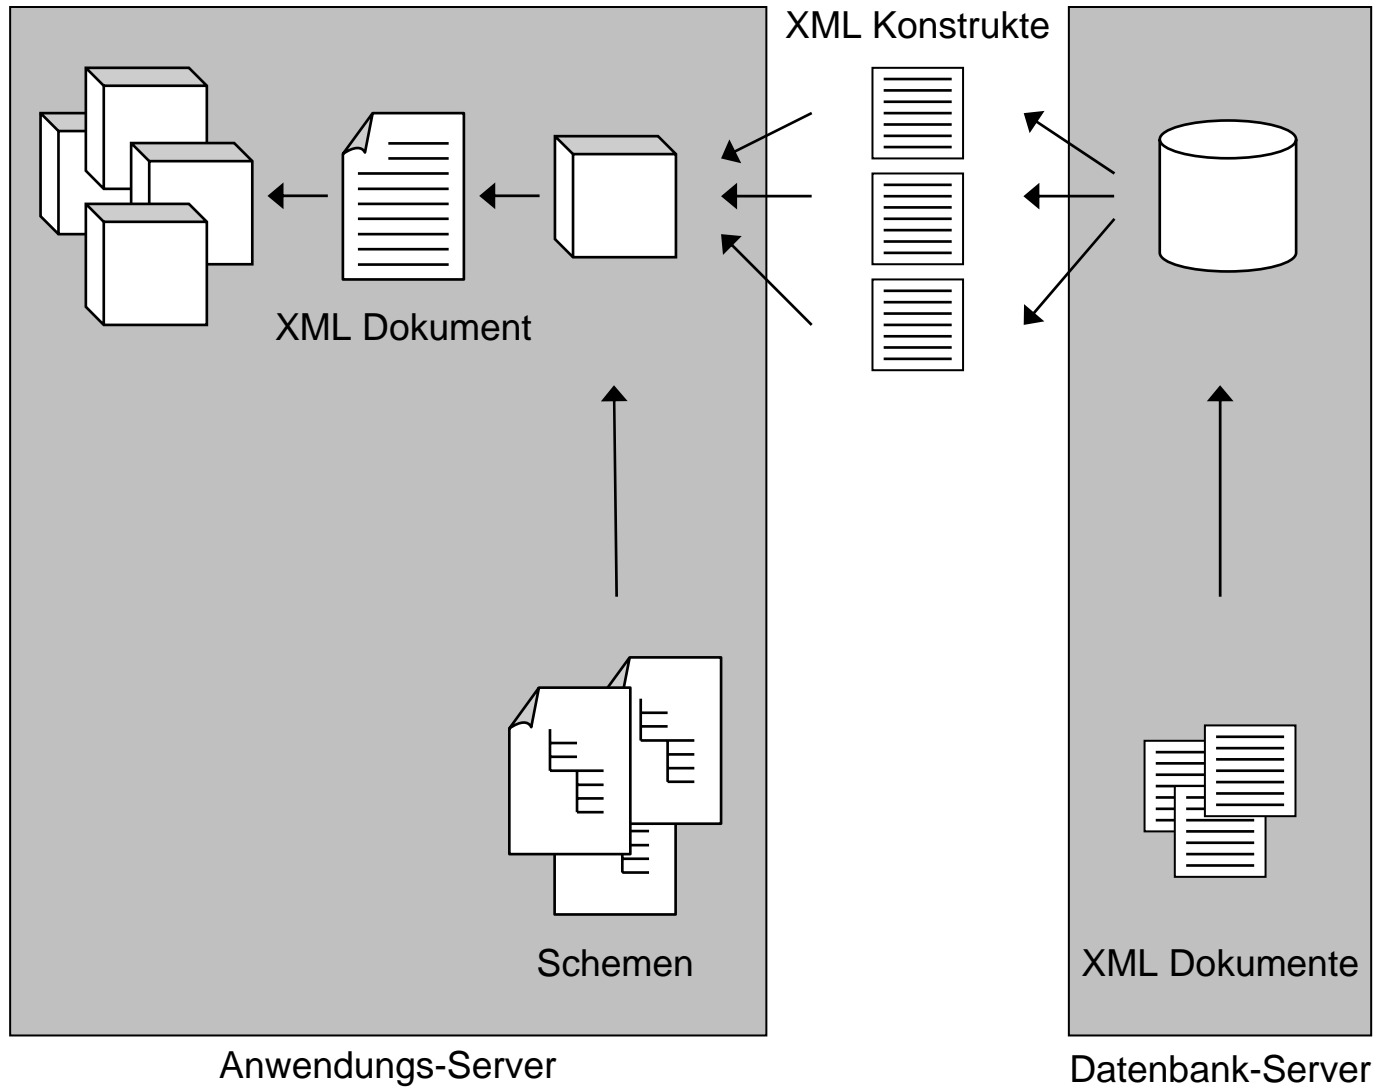 XML Konstrukte
XML Dokument
Schemen
XML Dokumente
Anwendungs-Server
Datenbank-Server